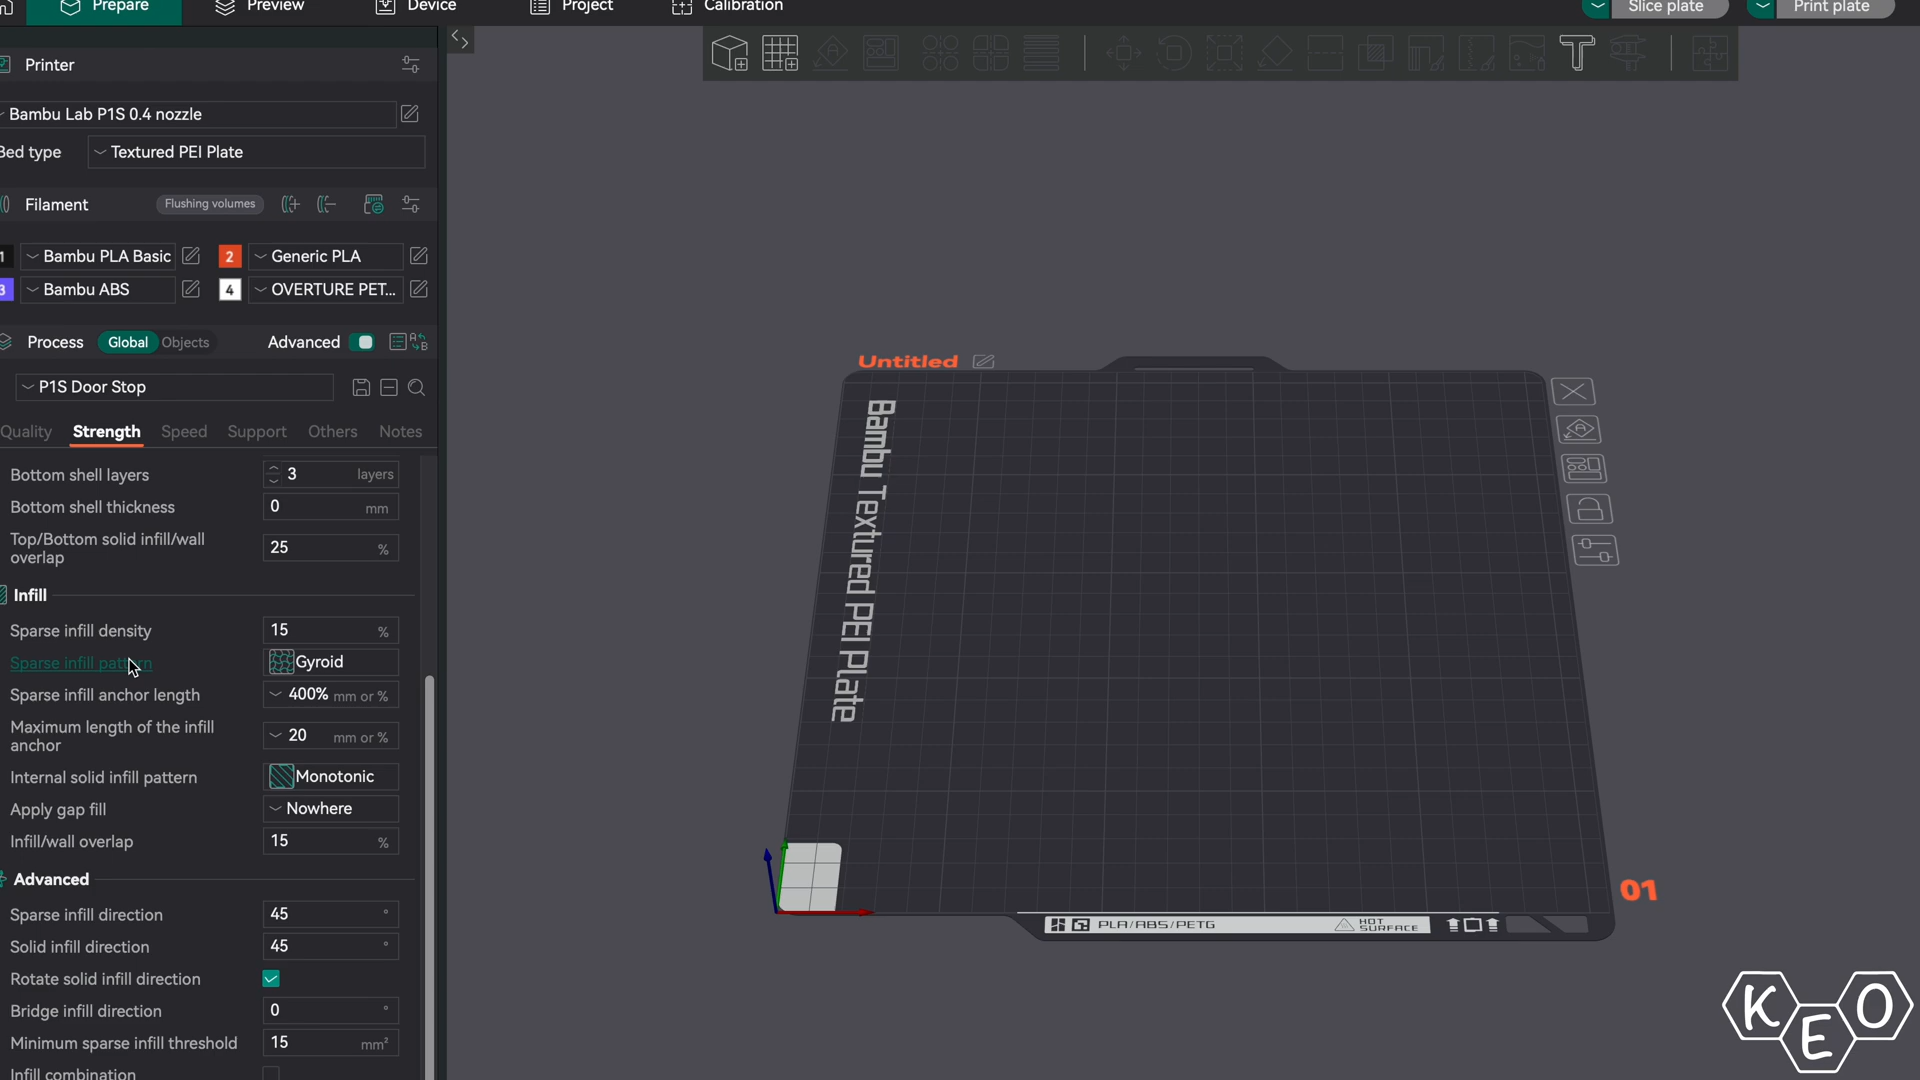 Prepare
Preview
Device
Project
Calibration
Slice plate
Print plate
Printer
Bambu Lab P1S 0.4 nozzle
Bed type
Textured PEI Plate
Filament
Flushing volumes
1
Bambu PLA Basic
2
Generic PLA
3
Bambu ABS
4
OVERTURE PET...
Process
Global
Objects
Advanced
P1S Door Stop
Quality
Strength
Speed
Support
Others
Notes
Bottom shell layers
3
layers
Bottom shell thickness
0
mm
Top/Bottom solid infill/wall
overlap
25
%
Infill
Sparse infill density
15
%
Sparse infill pattern
Gyroid
Sparse infill anchor length
400%
mm or %
Maximum length of the infill
anchor
20
mm or %
Internal solid infill pattern
Monotonic
Apply gap fill
Nowhere
Infill/wall overlap
15
%
Advanced
Sparse infill direction
45
°
Solid infill direction
45
°
Rotate solid infill direction
Bridge infill direction
0
°
Minimum sparse infill threshold
15
mm²
Infill combination
Untitled
Bambu Textured PEI Plate
01
PLA/ABS/PETG
HOT
SURFACE
KEO